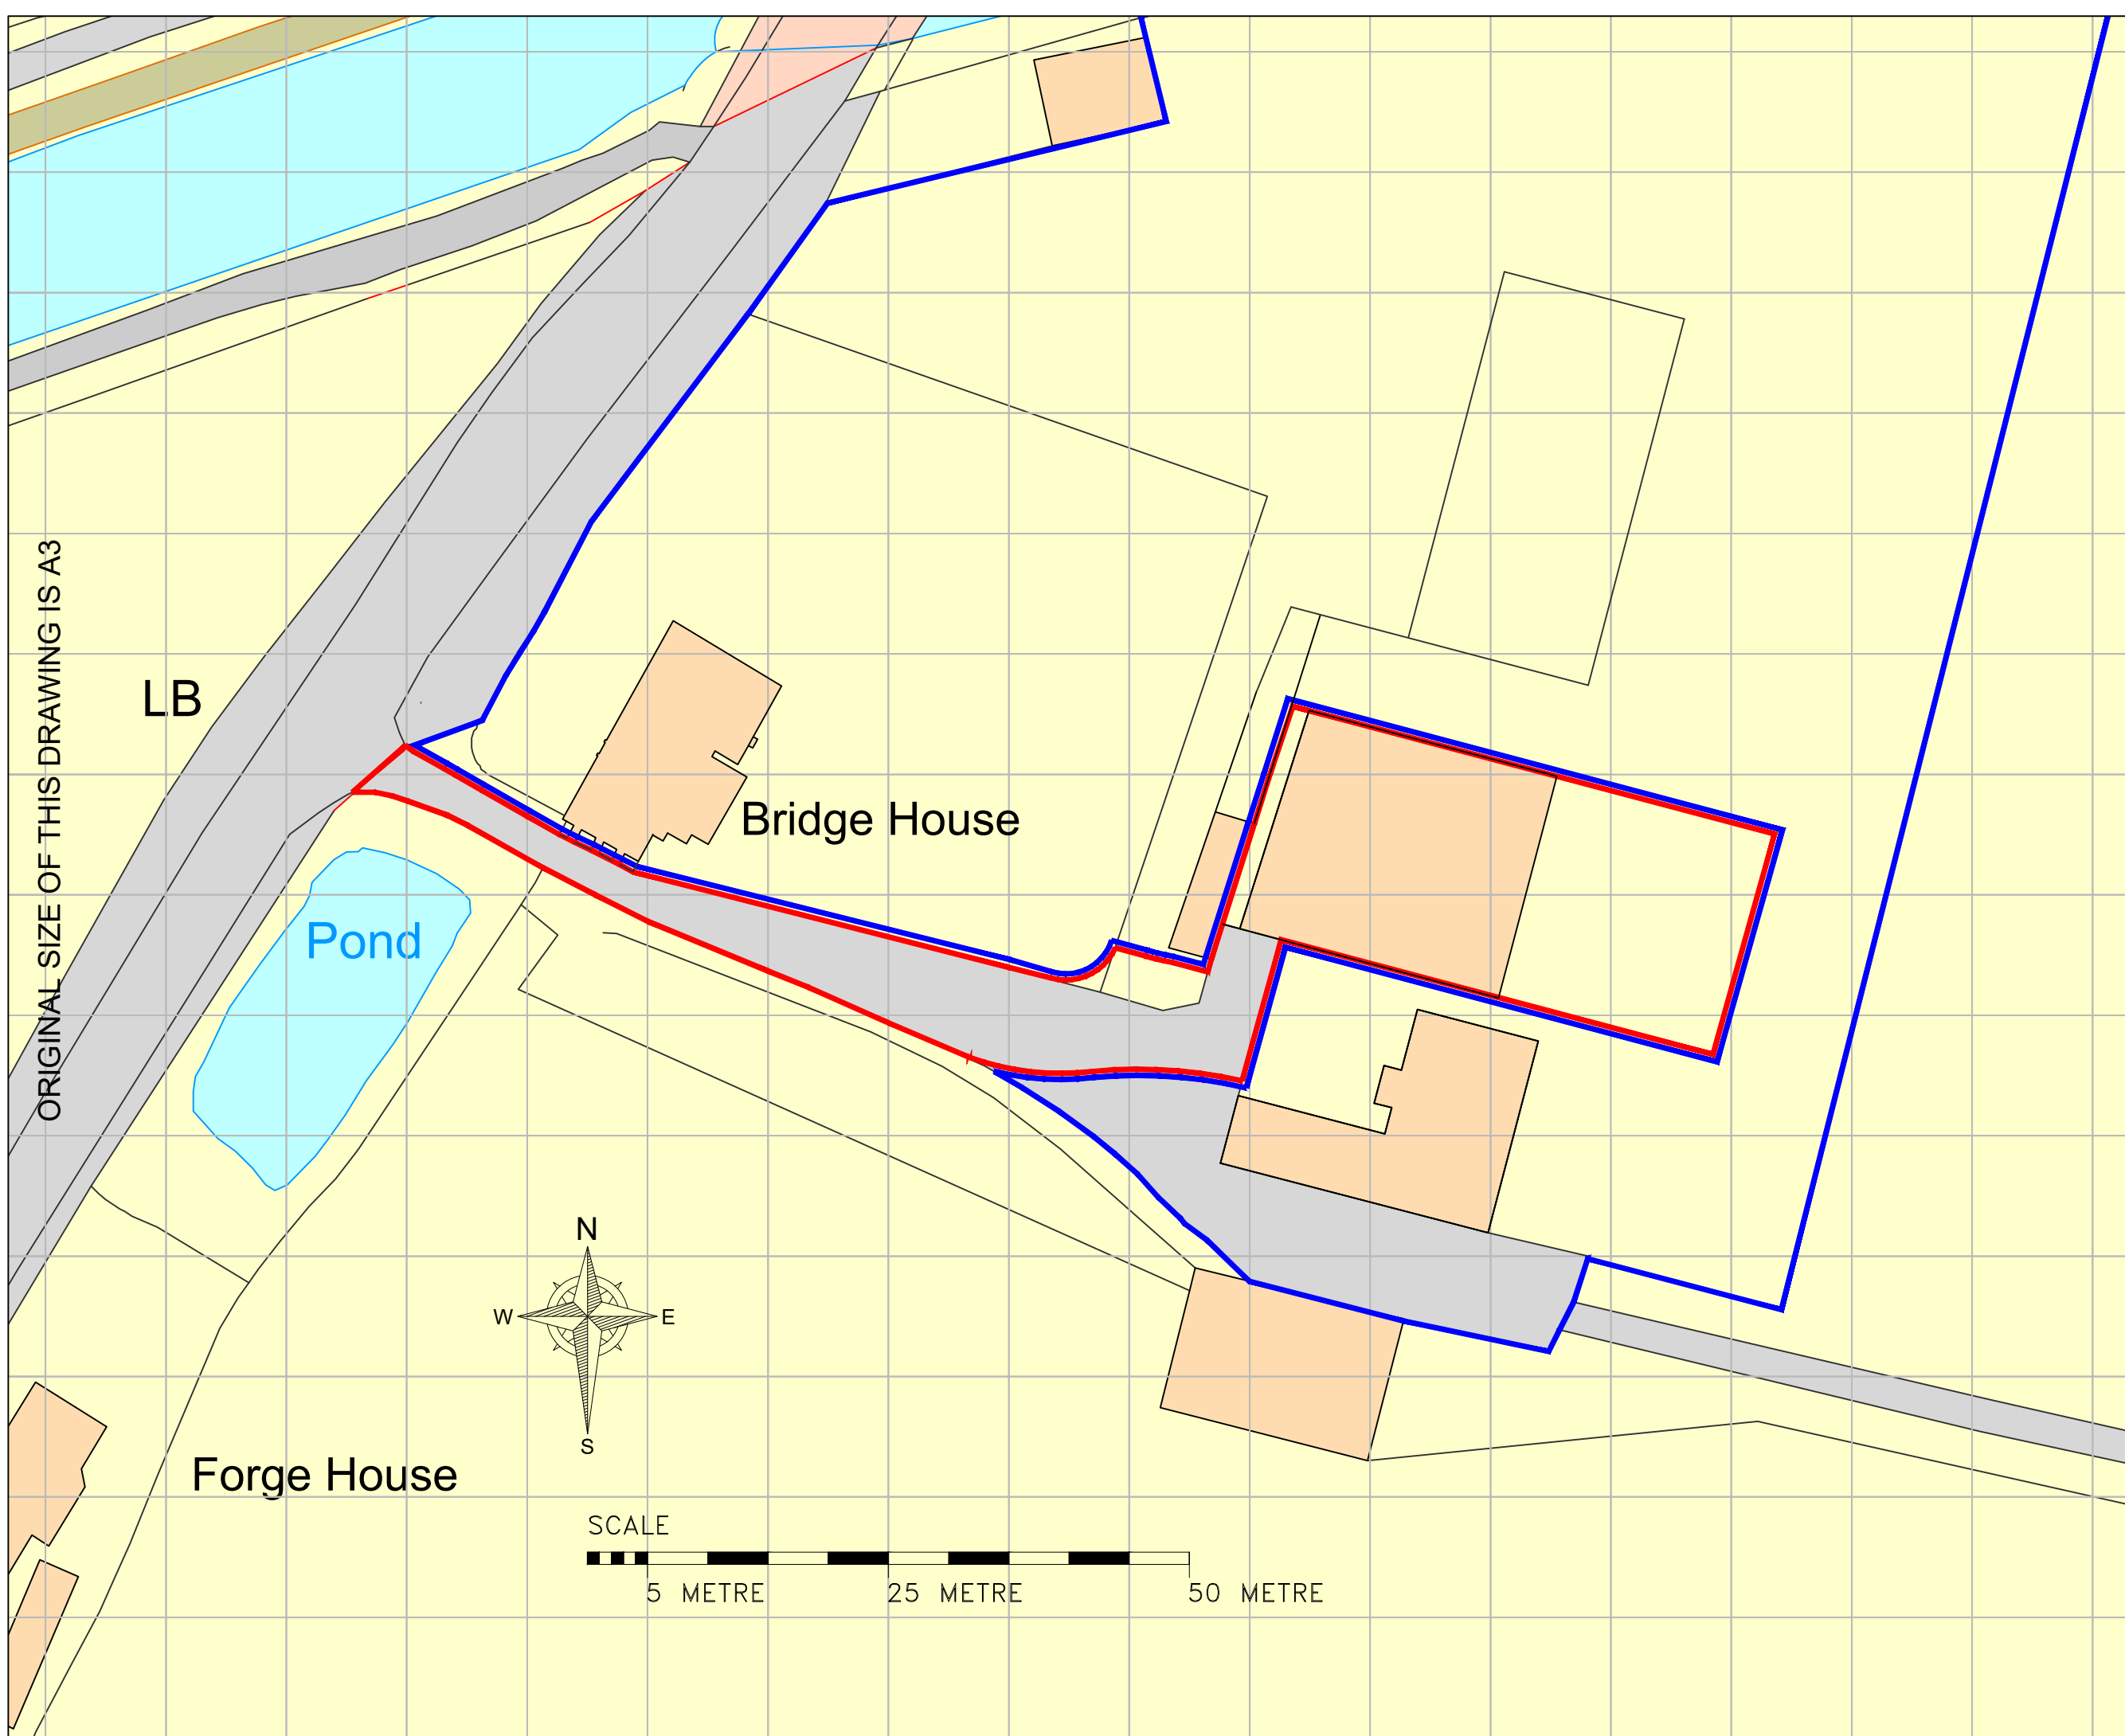 ORIGINAL SIZE OF THIS DRAWING IS A3
LB
Bridge House
Pond
N
W E
S
Forge House
SCALE
5 METRE 25 METRE 50 METRE